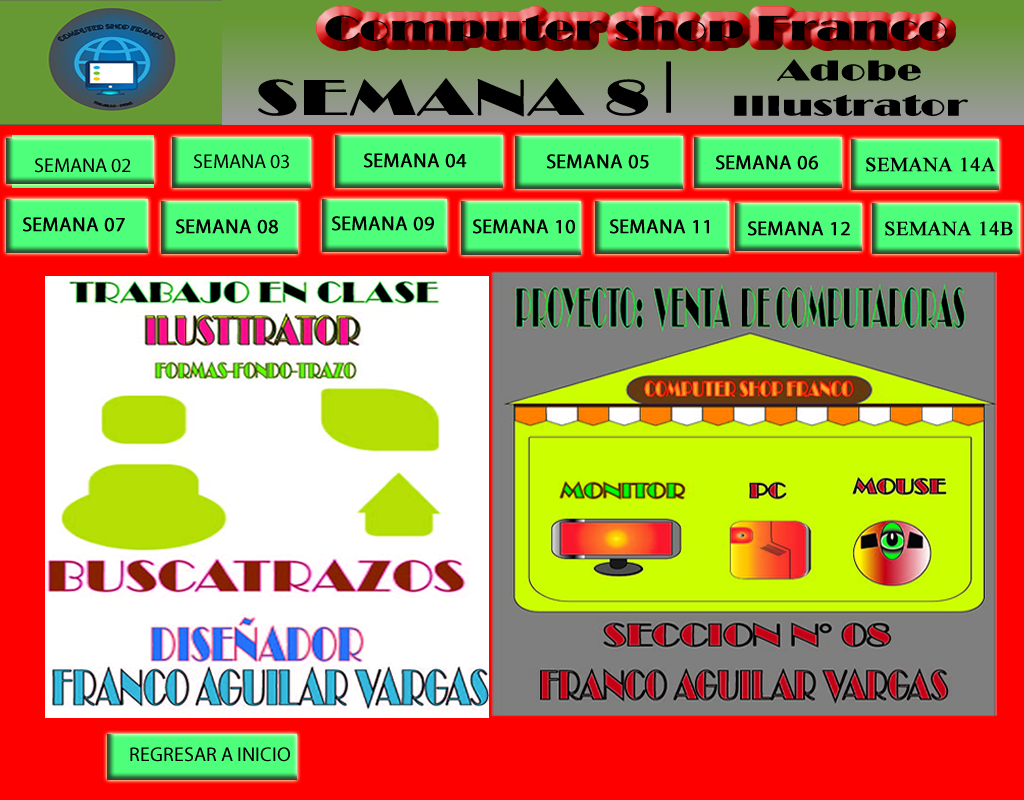 COMPUTER SHOP FRANCO
Computer shop Franco
SEMANA 8
Adobe
Illustrator
SEMANA 02
SEMANA 03
SEMANA 04
SEMANA 05
SEMANA 06
SEMANA 14A
SEMANA 07
SEMANA 08
SEMANA 09
SEMANA 10
SEMANA 11
SEMANA 12
SEMANA 14B
TRABAJO EN CLASE
ILUSTTRATOR
FORMAS-FONDO-TRAZO
BUSCATRAZOS
DISEÑADOR
FRANCO AGUILAR VARGAS
PROYECTO: VENTA DE COMPUTADORAS
COMPUTER SHOP FRANCO
MONITOR
PC
MOUSE
SECCION N° 08
FRANCO AGUILAR VARGAS
REGRESAR A INICIO